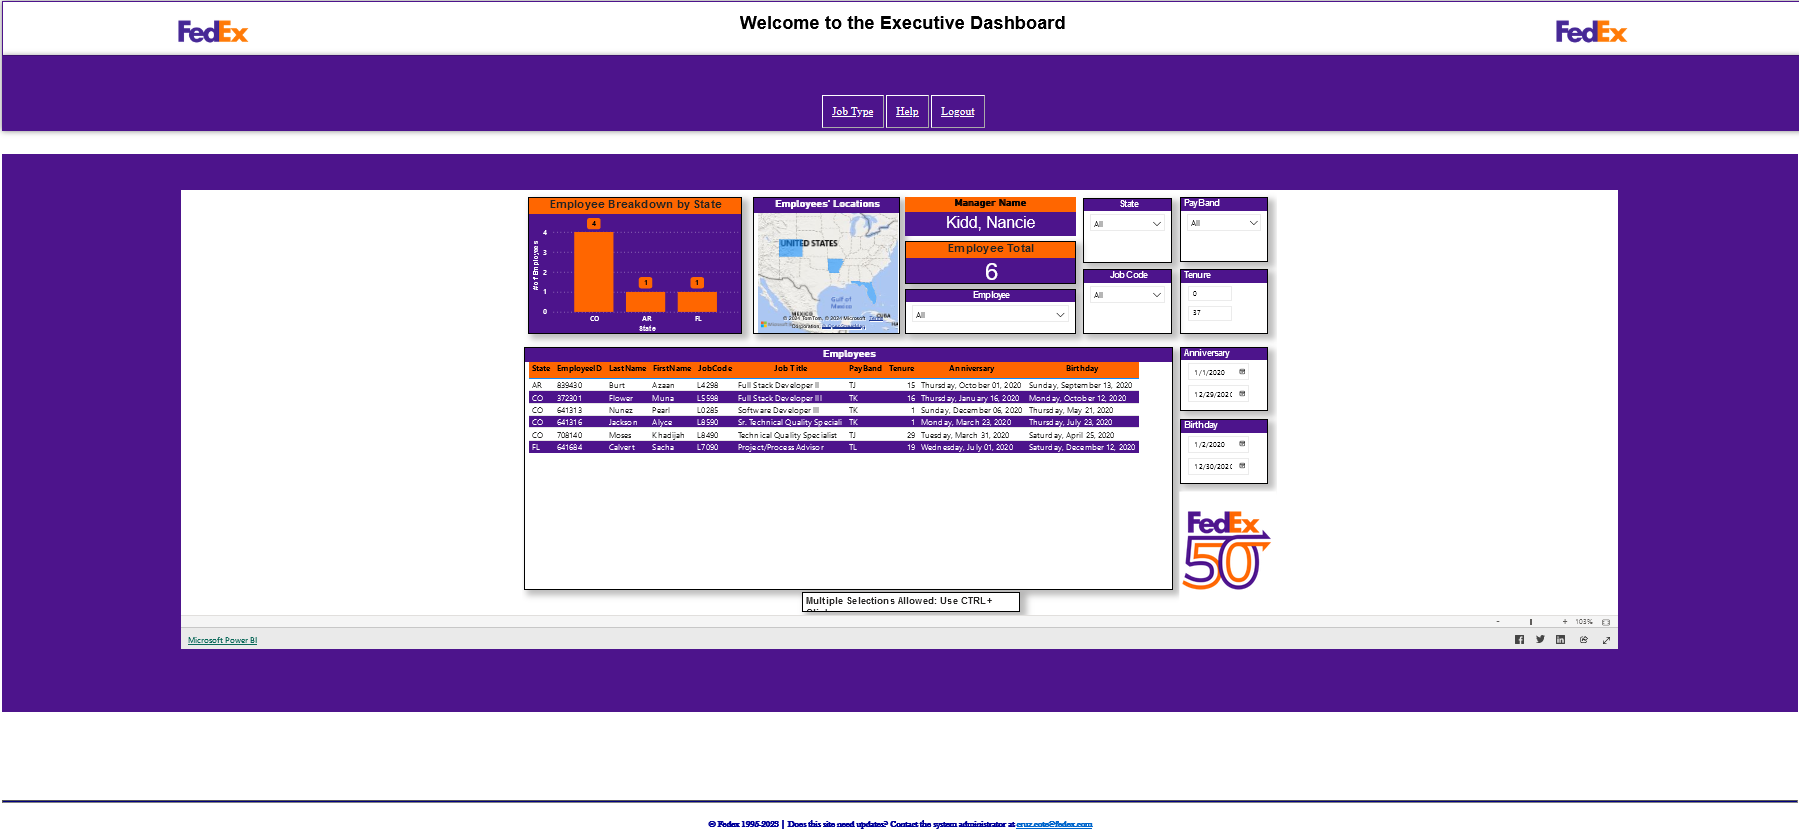 FedEx
Welcome to the Executive Dashboard
FedEx
Job Type
Help
Logout
Employee Breakdown by State
# of Employees
4
3
2
1
0
4
1
1
CO
AR
FL
State
Employees' Locations
UNITED STATES
Gulf of
Mexico
MEXICO
CUBA
© 2024 TomTom, © 2024 Microsoft
Corporation, © OpenStreetMap
Terms
Manager Name
Kidd, Nancie
Employee Total
6
Employee
All
State
All
Job Code
All
PayBand
All
Tenure
0
37
Employees
State EmployeeID LastName FirstName JobCode Job Title PayBand Tenure Anniversary Birthday
AR 839430 Burt Azaan L4298 Full Stack Developer II TJ 15 Thursday, October 01, 2020 Sunday, September 13, 2020
CO 372301 Flower Muna L5598 Full Stack Developer III TK 16 Thursday, January 16, 2020 Monday, October 12, 2020
CO 641313 Nunez Pearl L0285 Software Developer III TK 1 Sunday, December 06, 2020 Thursday, May 21, 2020
CO 641316 Jackson Alyce L8590 Sr. Technical Quality Speciali TK 1 Monday, March 23, 2020 Thursday, July 23, 2020
CO 708140 Moses Khadijah L8490 Technical Quality Specialist TJ 29 Tuesday, March 31, 2020 Saturday, April 25, 2020
FL 641684 Calvert Sacha L7090 Project/Process Advisor TL 19 Wednesday, July 01, 2020 Saturday, December 12, 2020
Anniversary
1/1/2020
12/29/202
Birthday
1/2/2020
12/30/202
FedEx
50
Multiple Selections Allowed: Use CTRL+
- + 103%
Microsoft Power BI
© Fedex 1995-2023 | Does this site need updates? Contact the system administrator at cruz.cote@fedex.com